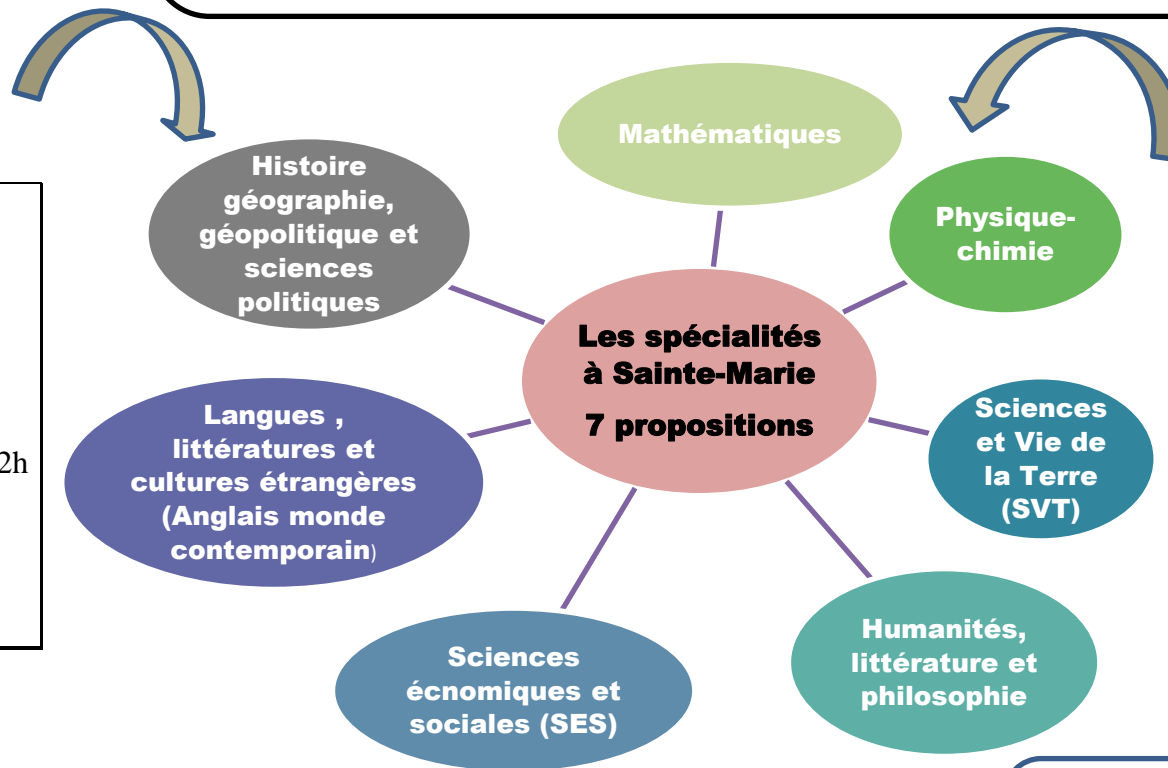 Mathématiques
Histoire
géographie,
géopolitique et
sciences
politiques
Physique-
chimie
Les spécialités
à Sainte-Marie
7 propositions
Langues ,
littératures et
cultures étrangères
(Anglais monde
contemporain)
2h
Sciences
et Vie de
la Terre
(SVT)
Sciences
écnomiques et
sociales (SES)
Humanités,
littérature et
philosophie